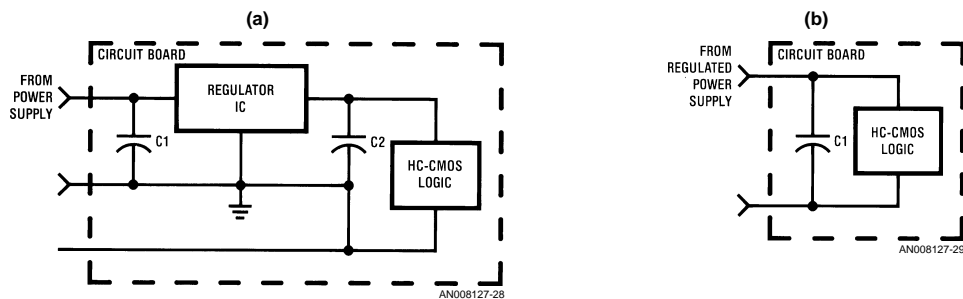 (a)
CIRCUIT BOARD
FROM
POWER
SUPPLY
REGULATOR
IC
C1
C2
HC-CMOS
LOGIC
AN008127-28
(b)
CIRCUIT BOARD
FROM
REGULATED
POWER
SUPPLY
C1
HC-CMOS
LOGIC
AN008127-29